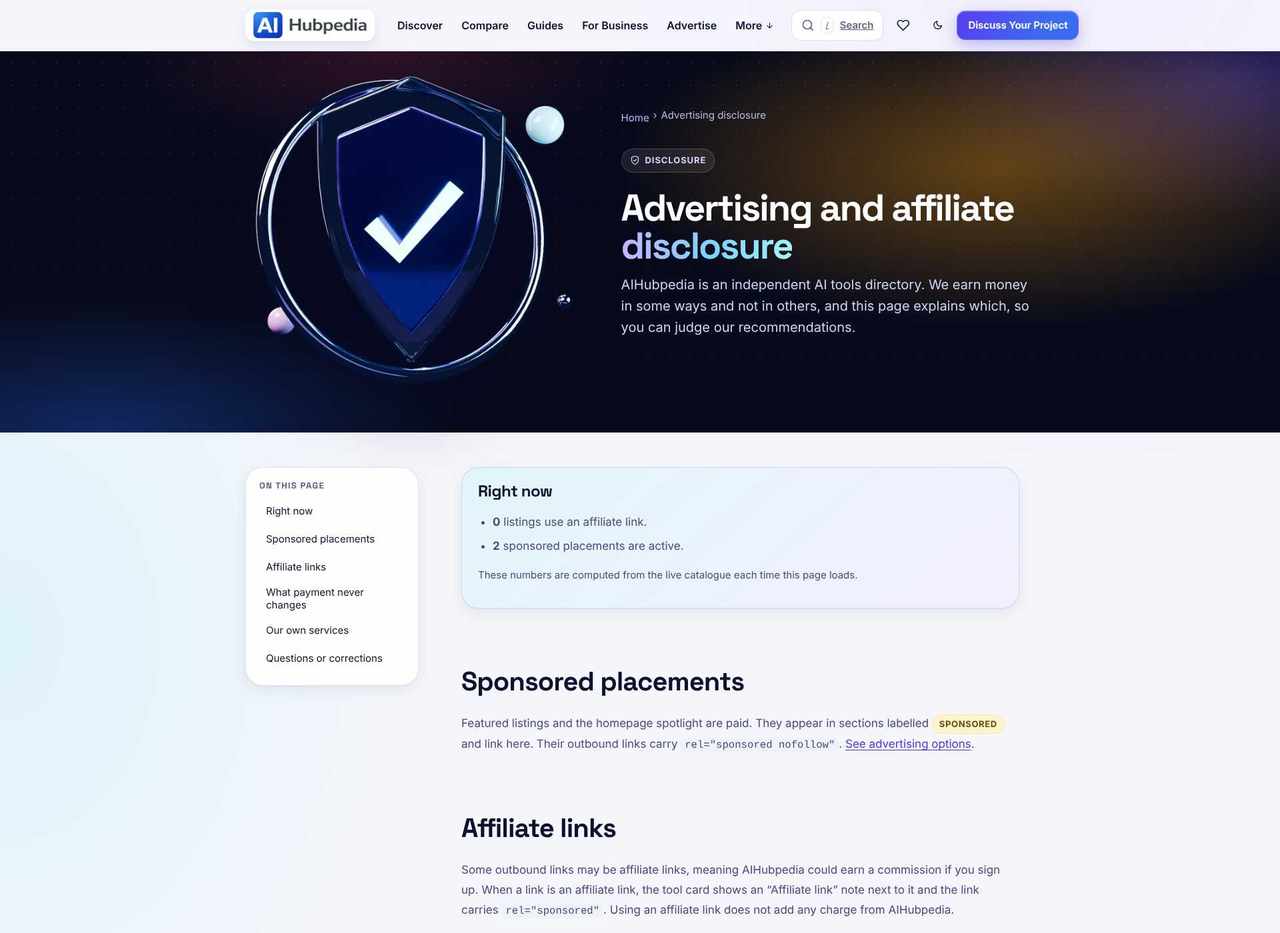 AI Hubpedia
Discover
Compare
Guides
For Business
Advertise
More ↓
/ Search
Discuss Your Project
Home › Advertising disclosure
DISCLOSURE
Advertising and affiliate
disclosure
AIHubpedia is an independent AI tools directory. We earn money
in some ways and not in others, and this page explains which, so
you can judge our recommendations.
ON THIS PAGE
Right now
Sponsored placements
Affiliate links
What payment never
changes
Our own services
Questions or corrections
Right now
• 0 listings use an affiliate link.
• 2 sponsored placements are active.
These numbers are computed from the live catalogue each time this page loads.
Sponsored placements
Featured listings and the homepage spotlight are paid. They appear in sections labelled SPONSORED
and link here. Their outbound links carry rel="sponsored nofollow" . See advertising options.
Affiliate links
Some outbound links may be affiliate links, meaning AIHubpedia could earn a commission if you sign
up. When a link is an affiliate link, the tool card shows an “Affiliate link” note next to it and the link
carries rel="sponsored" . Using an affiliate link does not add any charge from AIHubpedia.